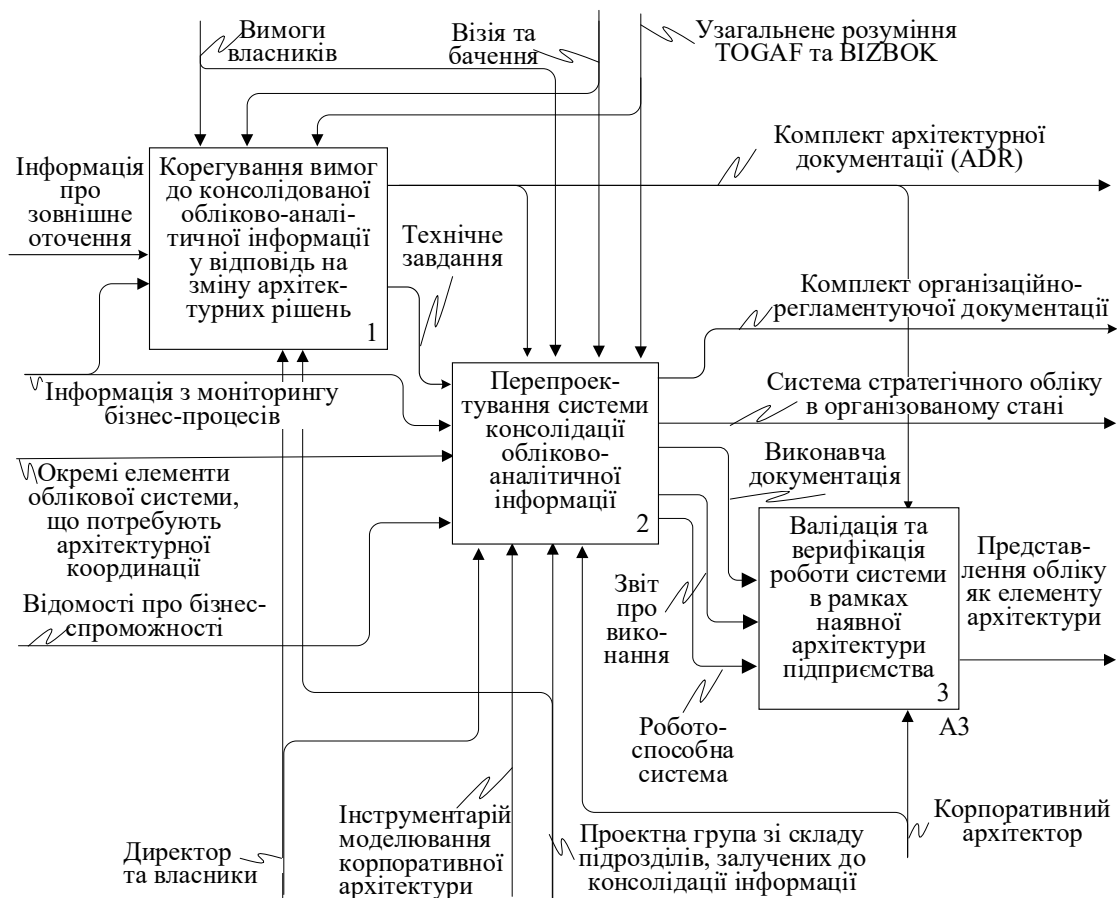 Вимоги
власників
Візія та
бачення
Узагальнене розуміння
TOGAF та BIZBOK
Комплект архітектурної
документації (ADR)
Інформація
про
зовнішне
оточення
Корегування вимог
до консолідованої
обліково-аналі-
тичної інформації
у відповідь на
зміну архітек-
турних рішень
1
Технічне
завдання
Комплект організаційно-
регламентуючої документації
Інформація з моніторингу
бізнес-процесів
Перепроек-
тування системи
консолідації
обліково-
аналітичної
інформації
2
Система стратегічного обліку
в організованому стані
Виконавча
документація
Окремі елементи
облікової системи,
що потребують
архітектурної
координації
Відомості про бізнес-
спроможності
Звіт
про
вико-
нання
Валідація та
верифікація
роботи системи
в рамках
наявної
архітектури
підприємства
3
А3
Представ-
лення обліку
як елементу
архітектури
Робото-
спроcoбна
система
Директор
та власники
Інструментарій
моделювання
корпоративної
архітектури
Проектна група зі складу
підрозділів, залучених до
консолідації інформації
Корпоративний
архітектор